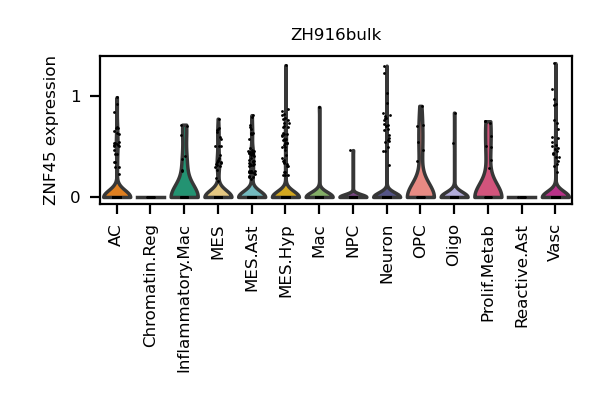 ZH916bulk
ZNF45 expression
1
0
AC
Chromatin.Reg
Inflammatory.Mac
MES
MES.Ast
MES.Hyp
Mac
NPC
Neuron
OPC
Oligo
Prolif.Metab
Reactive.Ast
Vasc